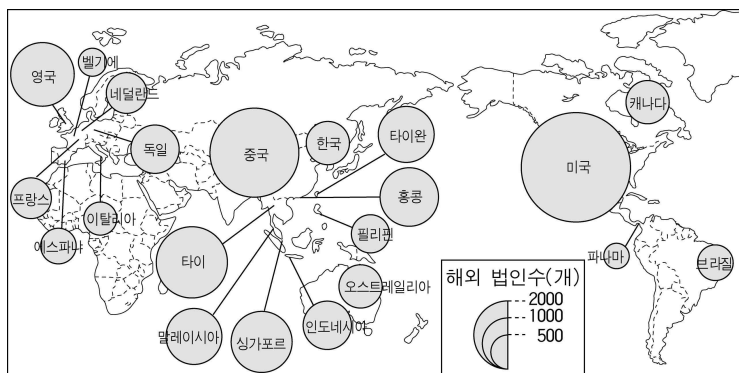 영국
벨기에
네덜란드
독일
프랑스
에스파냐
이탈리아
중국
한국
타이완
홍콩
필리핀
타이
말레이시아
싱가포르
인도네시아
오스트레일리아
캐나다
미국
파나마
브라질
해외 법인수(개)
2000
1000
500